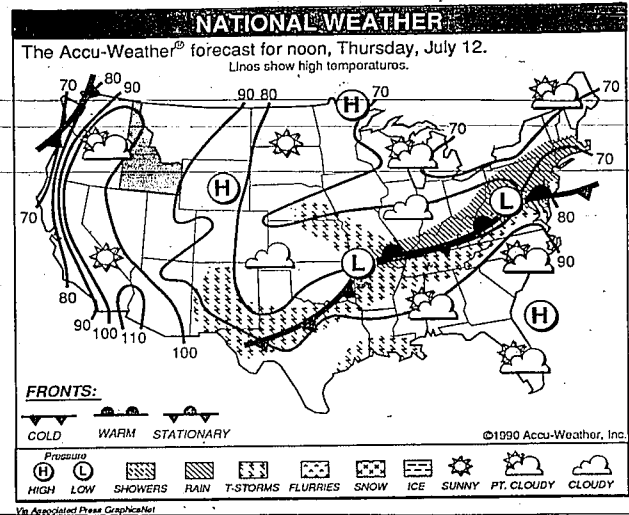 NATIONAL WEATHER
The Accu-Weather® forecast for noon, Thursday, July 12.
Lines show high temperatures.
70
80
90
90 80
H
70
70
70
70
H
L
80
90
L
70
H
80
90
100
110
100
FRONTS:
COLD WARM STATIONARY
©1990 Accu-Weather, Inc.
Pressure
H L
HIGH LOW SHOWERS RAIN T-STORMS FLURRIES SNOW ICE SUNNY PT. CLOUDY CLOUDY
Via Associated Press GraphicsNet